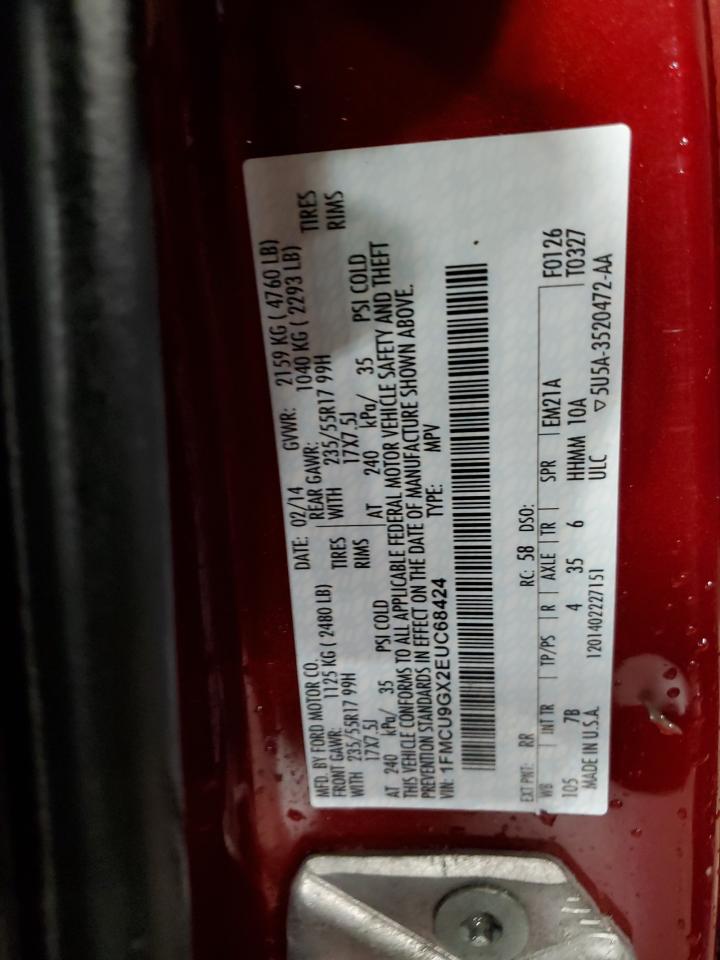 MFD. BY FORD MOTOR CO.
DATE: 02/14 GVWR: 2159 KG ( 4760 LB)
FRONT GAWR: 1125 KG ( 2480 LB) REAR GAWR: 1040 KG ( 2293 LB)
WITH 235/55R17 99H TIRES WITH 235/55R17 99H TIRES
17X7.5J RIMS 17X7.5J RIMS
AT 240 kPa/ 35 PSI COLD AT 240 kPa/ 35 PSI COLD
THIS VEHICLE CONFORMS TO ALL APPLICABLE FEDERAL MOTOR VEHICLE SAFETY AND THEFT
PREVENTION STANDARDS IN EFFECT ON THE DATE OF MANUFACTURE SHOWN ABOVE.
VIN: 1FMCU9GX2EUC68424 TYPE: MPV
EXT PNT: RR RC: 58 DSO:
WB INT TR TP/PS R AXLE TR SPR EM21A F0126
105 7B 4 35 6 HHMM 10A T0327
MADE IN U.S.A. 1201402227151 ULC ▽5U5A-3520472-AA